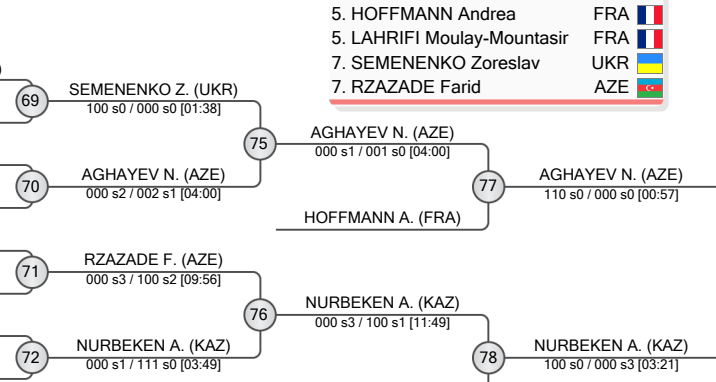 5. HOFFMANN Andrea FRA
5. LAHRIFI Moulay-Mountasir FRA
7. SEMENENKO Zoreslav UKR
7. RZAZADE Farid AZE
69
SEMENENKO Z. (UKR)
100 s0 / 000 s0 [01:38]
75
AGHAYEV N. (AZE)
000 s1 / 001 s0 [04:00]
70
AGHAYEV N. (AZE)
000 s2 / 002 s1 [04:00]
77
AGHAYEV N. (AZE)
110 s0 / 000 s0 [00:57]
HOFFMANN A. (FRA)
71
RZAZADE F. (AZE)
000 s3 / 100 s2 [09:56]
76
NURBEKEN A. (KAZ)
000 s3 / 100 s1 [11:49]
72
NURBEKEN A. (KAZ)
000 s1 / 111 s0 [03:49]
78
NURBEKEN A. (KAZ)
100 s0 / 000 s3 [03:21]